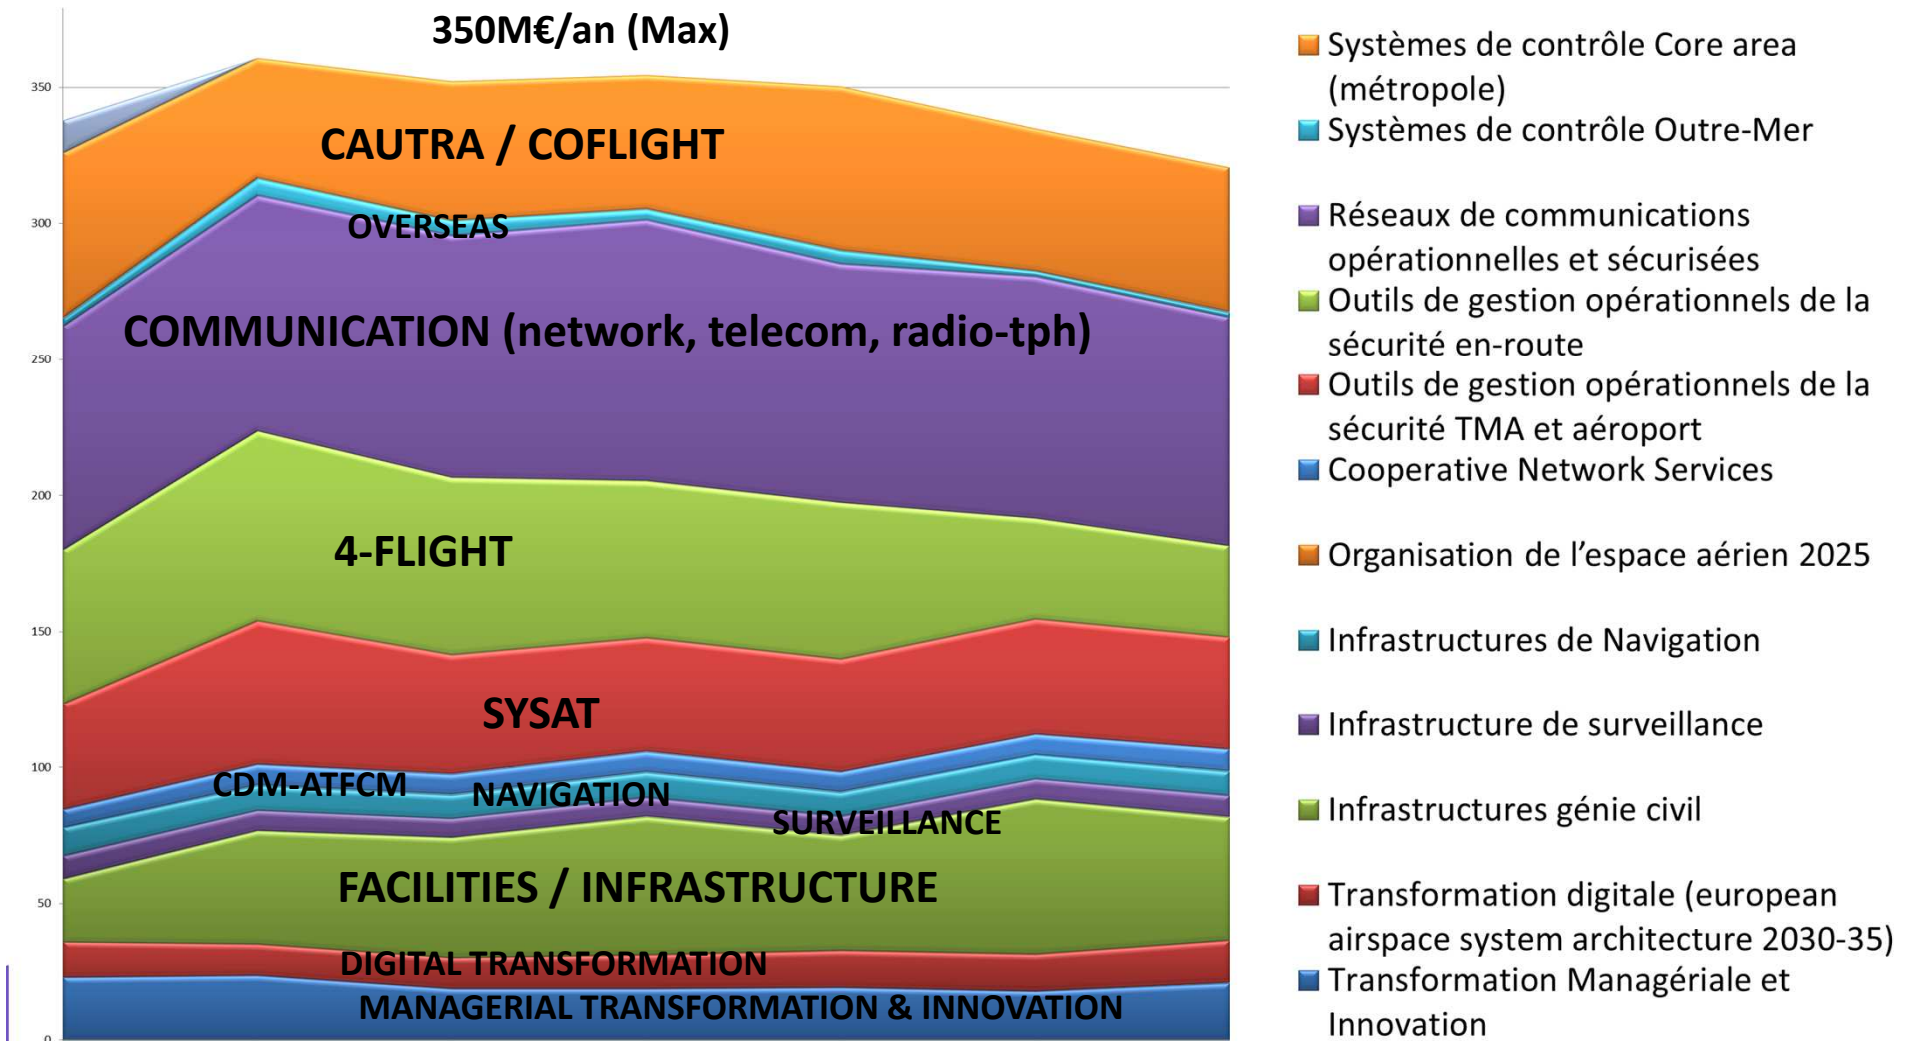 350M€/an (Max)
350
300
250
200
150
100
50
0
CAUTRA / COFLIGHT
OVERSEAS
COMMUNICATION (network, telecom, radio-tph)
4-FLIGHT
SYSAT
CDM-ATFCM
NAVIGATION
SURVEILLANCE
FACILITIES / INFRASTRUCTURE
DIGITAL TRANSFORMATION
MANAGERIAL TRANSFORMATION & INNOVATION
Systèmes de contrôle Core area
(métropole)
Systèmes de contrôle Outre-Mer
Réseaux de communications
opérationnelles et sécurisées
Outils de gestion opérationnels de la
sécurité en-route
Outils de gestion opérationnels de la
sécurité TMA et aéroport
Cooperative Network Services
Organisation de l’espace aérien 2025
Infrastructures de Navigation
Infrastructure de surveillance
Infrastructures génie civil
Transformation digitale (european
airspace system architecture 2030-35)
Transformation Managériale et
Innovation